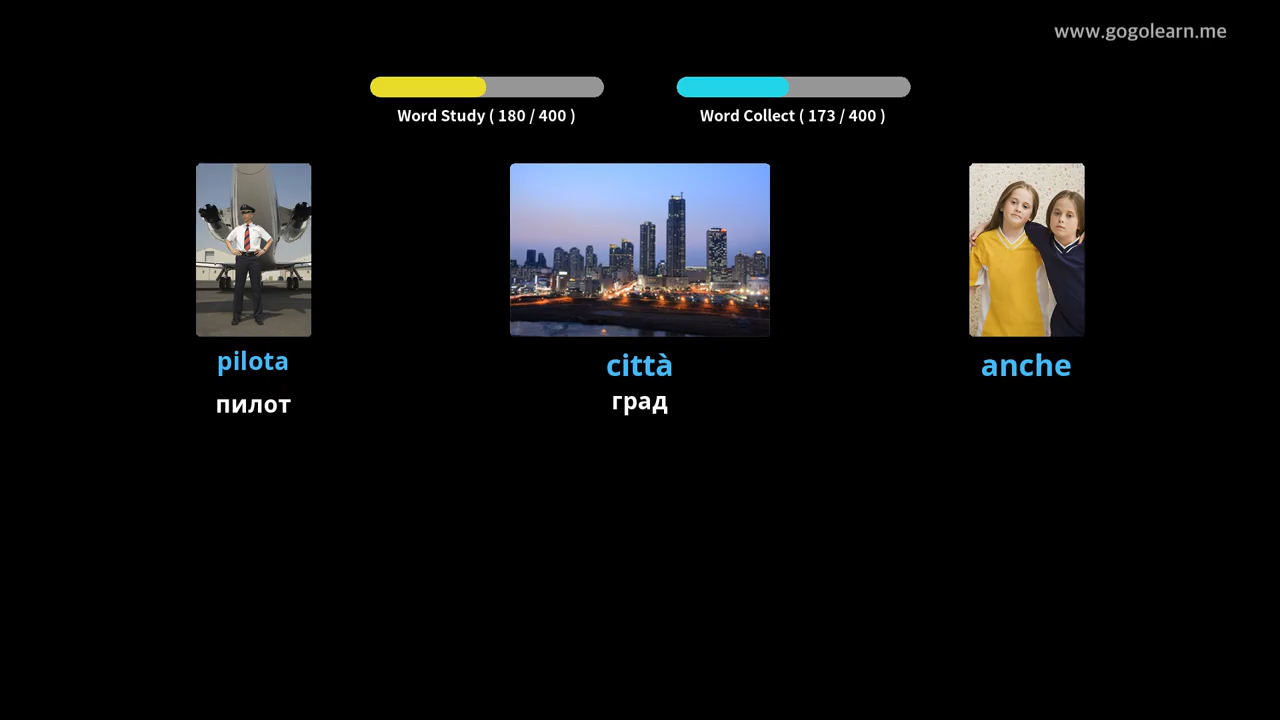 www.gogolearn.me
Word Study ( 180 / 400 )
Word Collect ( 173 / 400 )
pilota
città
anche
пилот
град